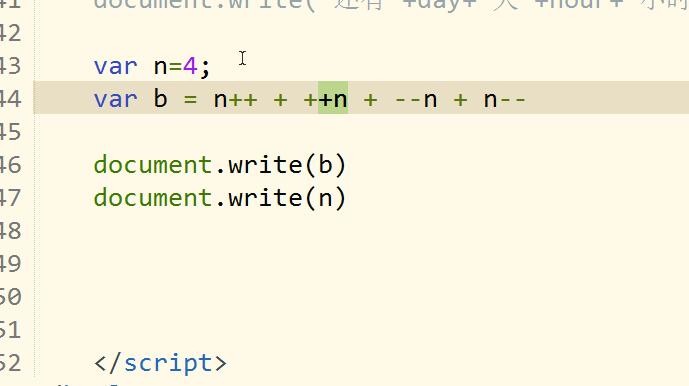 41 document.write( 还有 +day+ 天 +hour+ 小时
42
43 var n=4;
44 var b = n++ + ++n + --n + n--
45
46 document.write(b)
47 document.write(n)
48
49
50
51
52 </script>